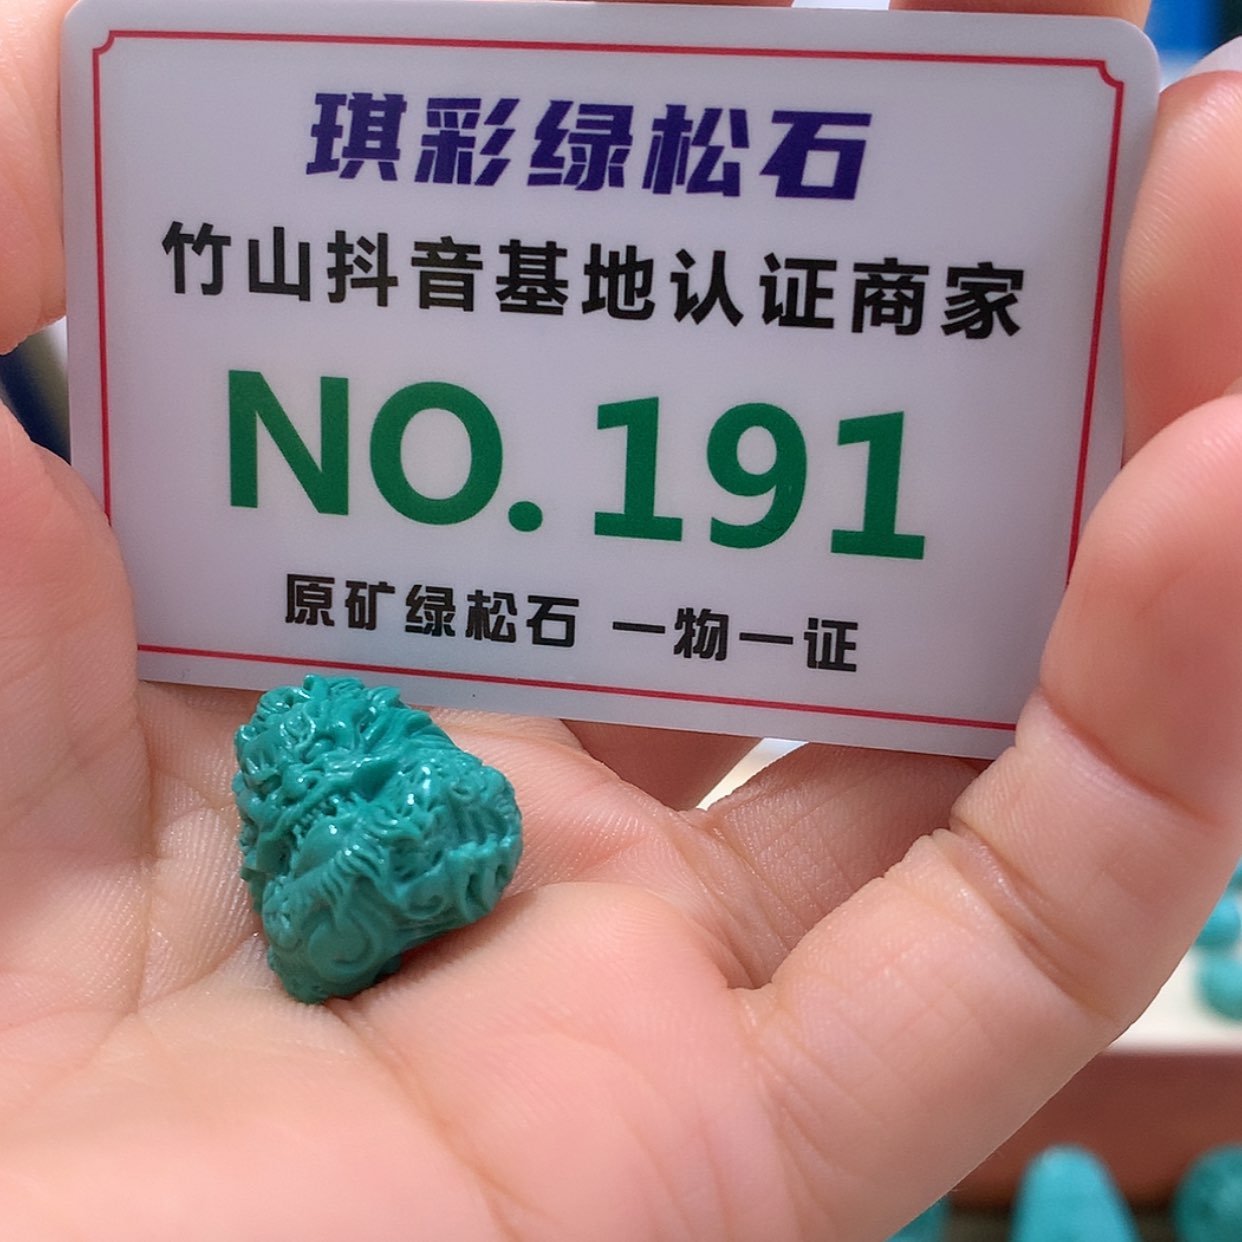 琪彩绿松石
竹山抖音基地认证商家
NO.191
原矿绿松石 一物一证